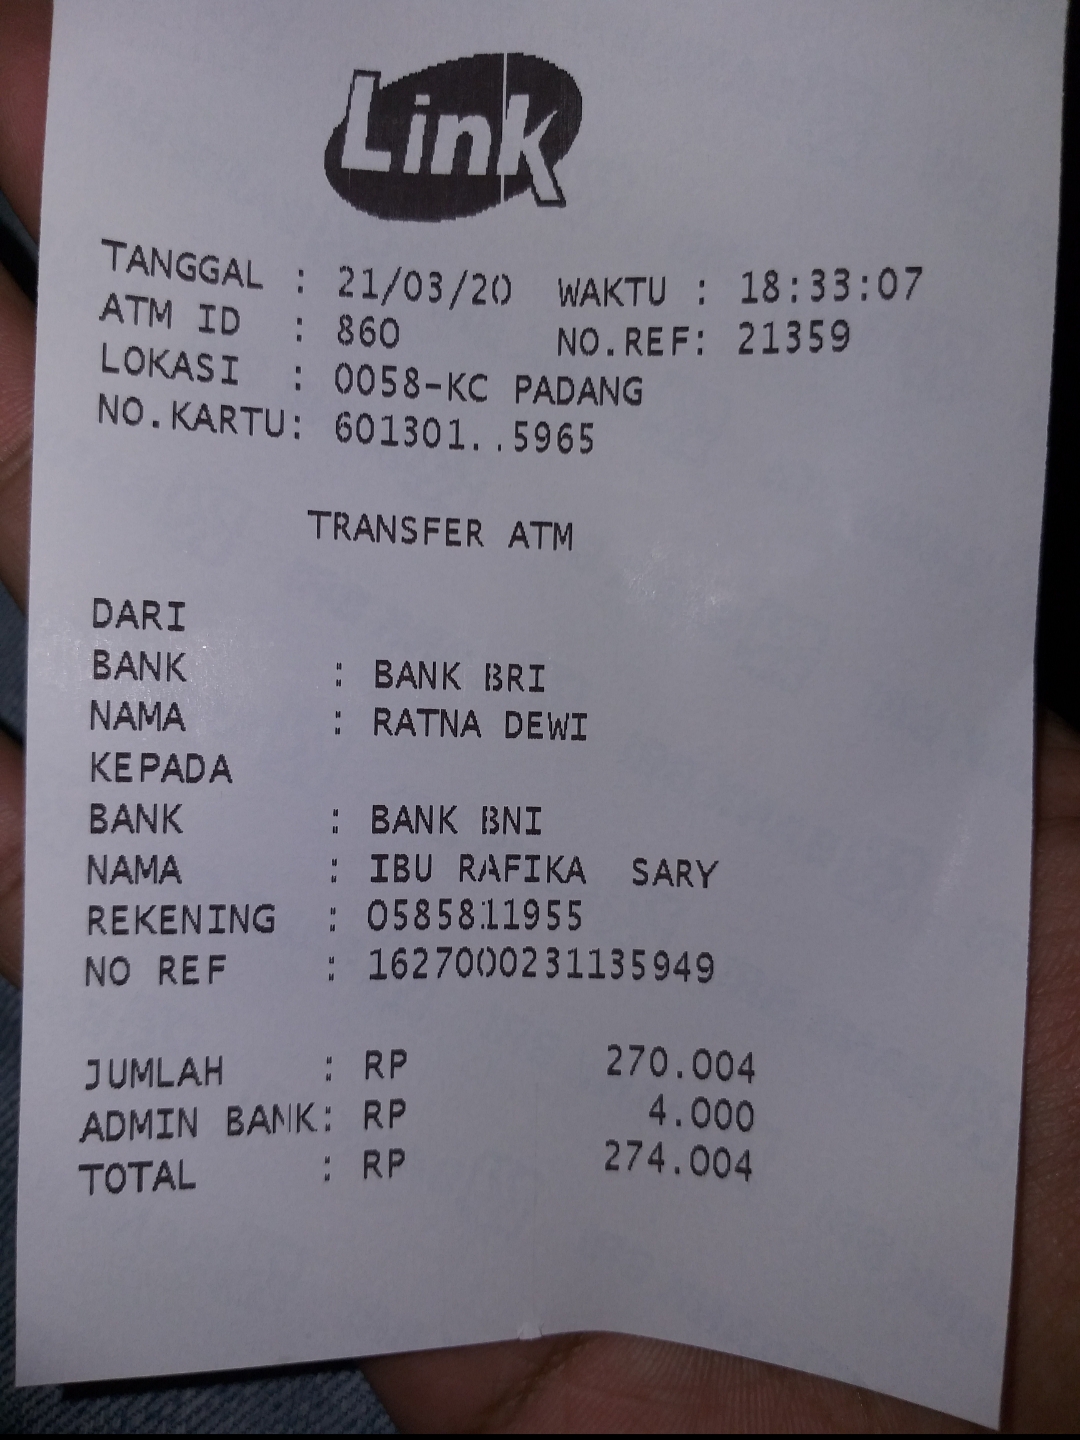 Link
TANGGAL : 21/03/20 WAKTU : 18:33:07
ATM ID : 860 NO.REF: 21359
LOKASI : 0058-KC PADANG
NO.KARTU: 601301..5965
TRANSFER ATM
DARI
BANK : BANK BRI
NAMA : RATNA DEWI
KEPADA
BANK : BANK BNI
NAMA : IBU RAFIKA SARY
REKENING : 0585811955
NO REF : 1627000231135949
JUMLAH : RP 270.004
ADMIN BANK: RP 4.000
TOTAL : RP 274.004